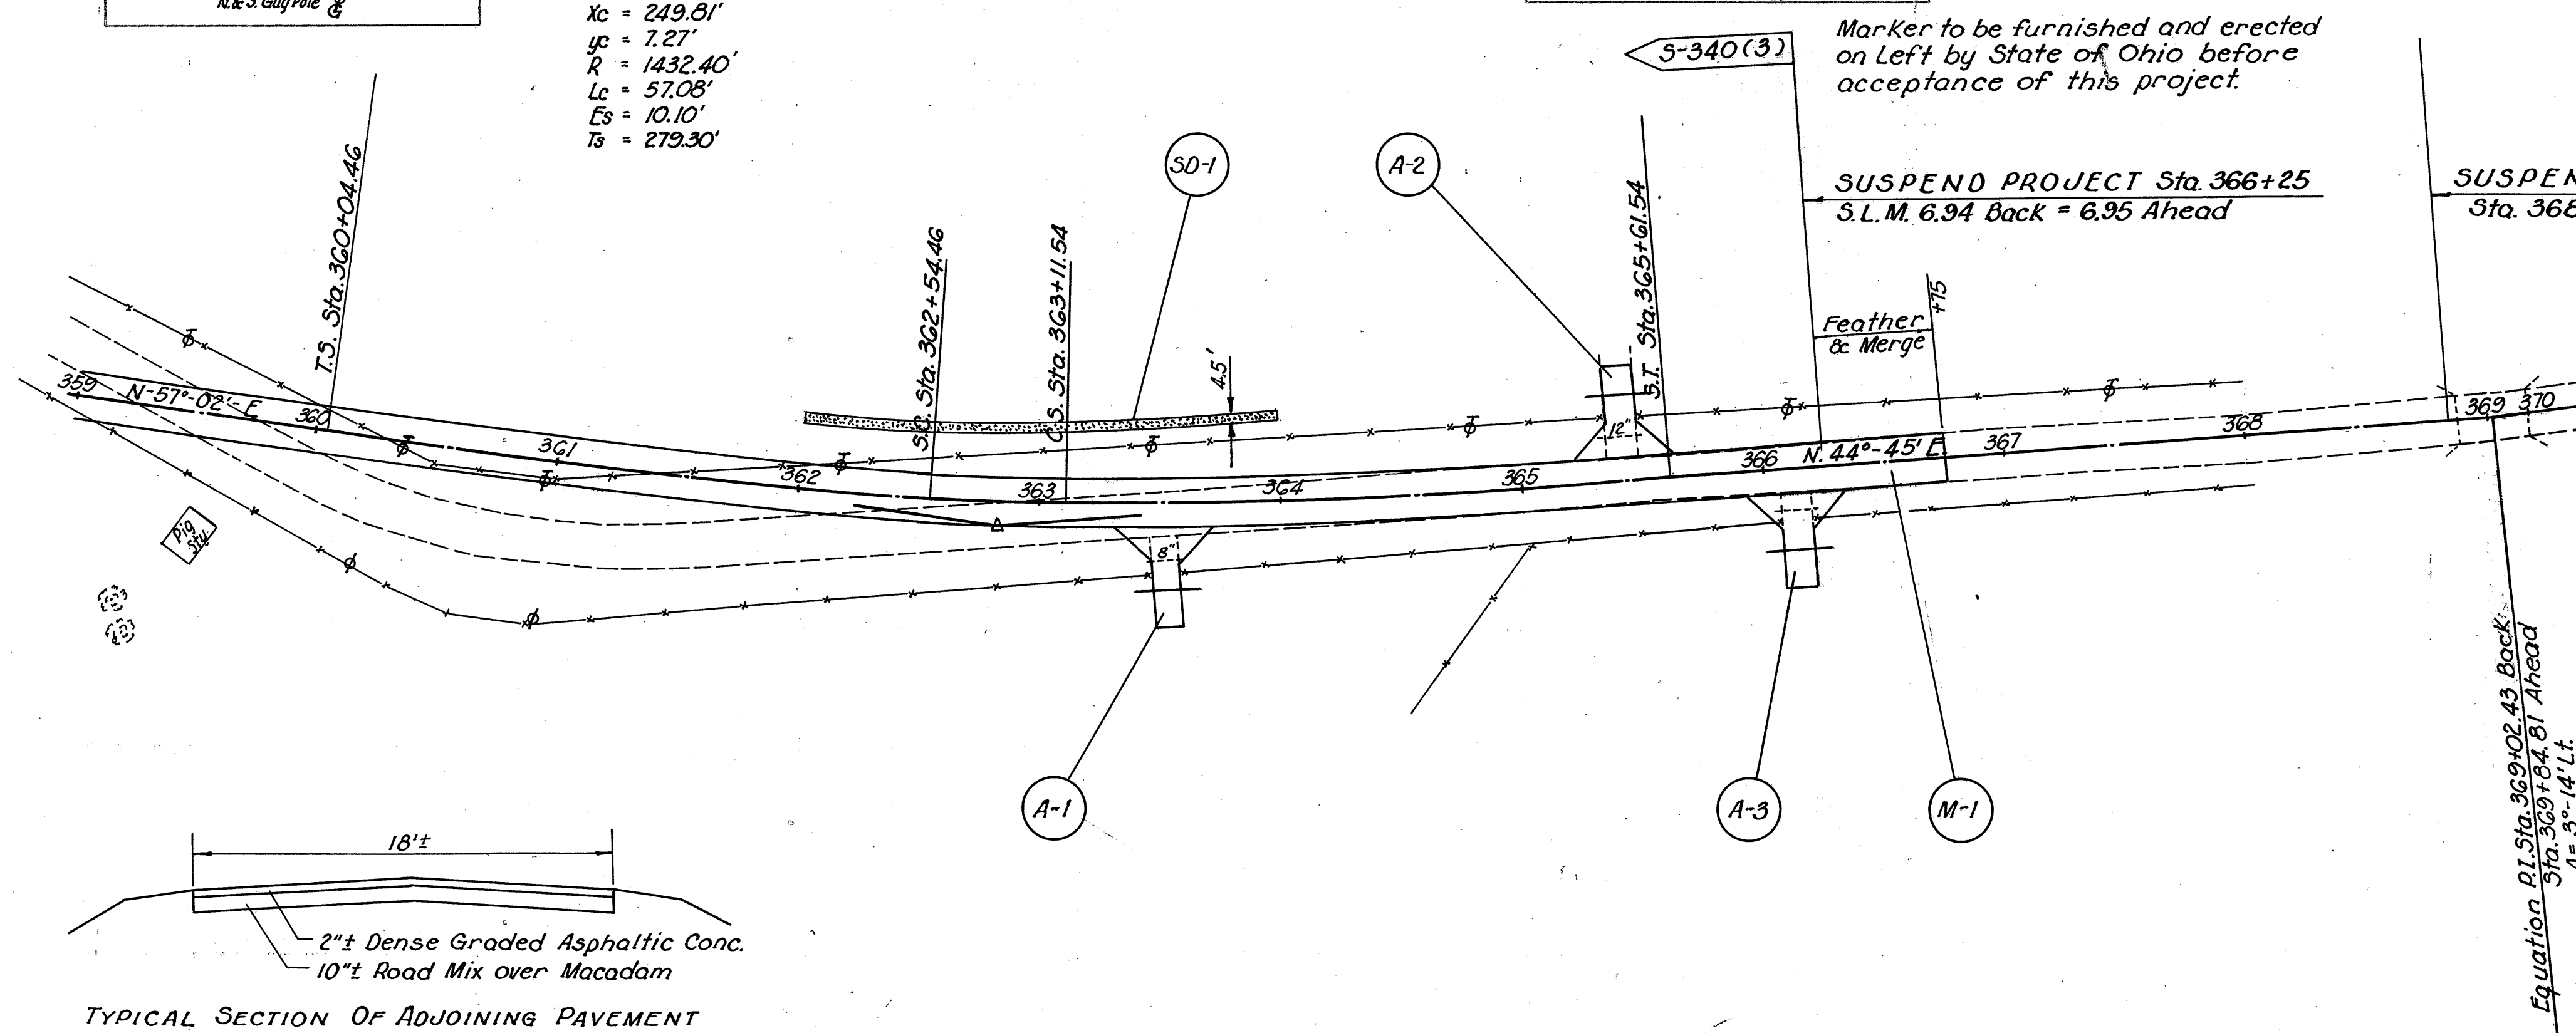 N.&S. Guy Pole
Xc = 249.81'
yc = 7.27'
R = 1432.40'
Lc = 57.08'
Es = 10.10'
Ts = 279.30'
S-340(3)
Marker to be furnished and erected
on Left by State of Ohio before
acceptance of this project.
SUSPEND PROJECT Sta. 366+25
S.L.M. 6.94 Back = 6.95 Ahead
SUSPEN
Sta. 368
T.S. Sta. 360+04.46
S.C. Sta. 362+54.46
C.S. Sta. 363+11.54
SD-1
A-2
S.T. Sta. 365+61.54
4.5'
Feather
& Merge
+75
359
N-57°-02'-E
360
361
362
363
364
365
366
N. 44°-45' E
367
368
369
370
12"
8"
Pig
Sty
A-1
A-3
M-1
Equation P.I. Sta. 369+02.43 Back
Sta. 369+84.81 Ahead
Δ= 3°-14' Lt.
18'±
2"± Dense Graded Asphaltic Conc.
10"± Road Mix over Macadam
TYPICAL SECTION OF ADJOINING PAVEMENT